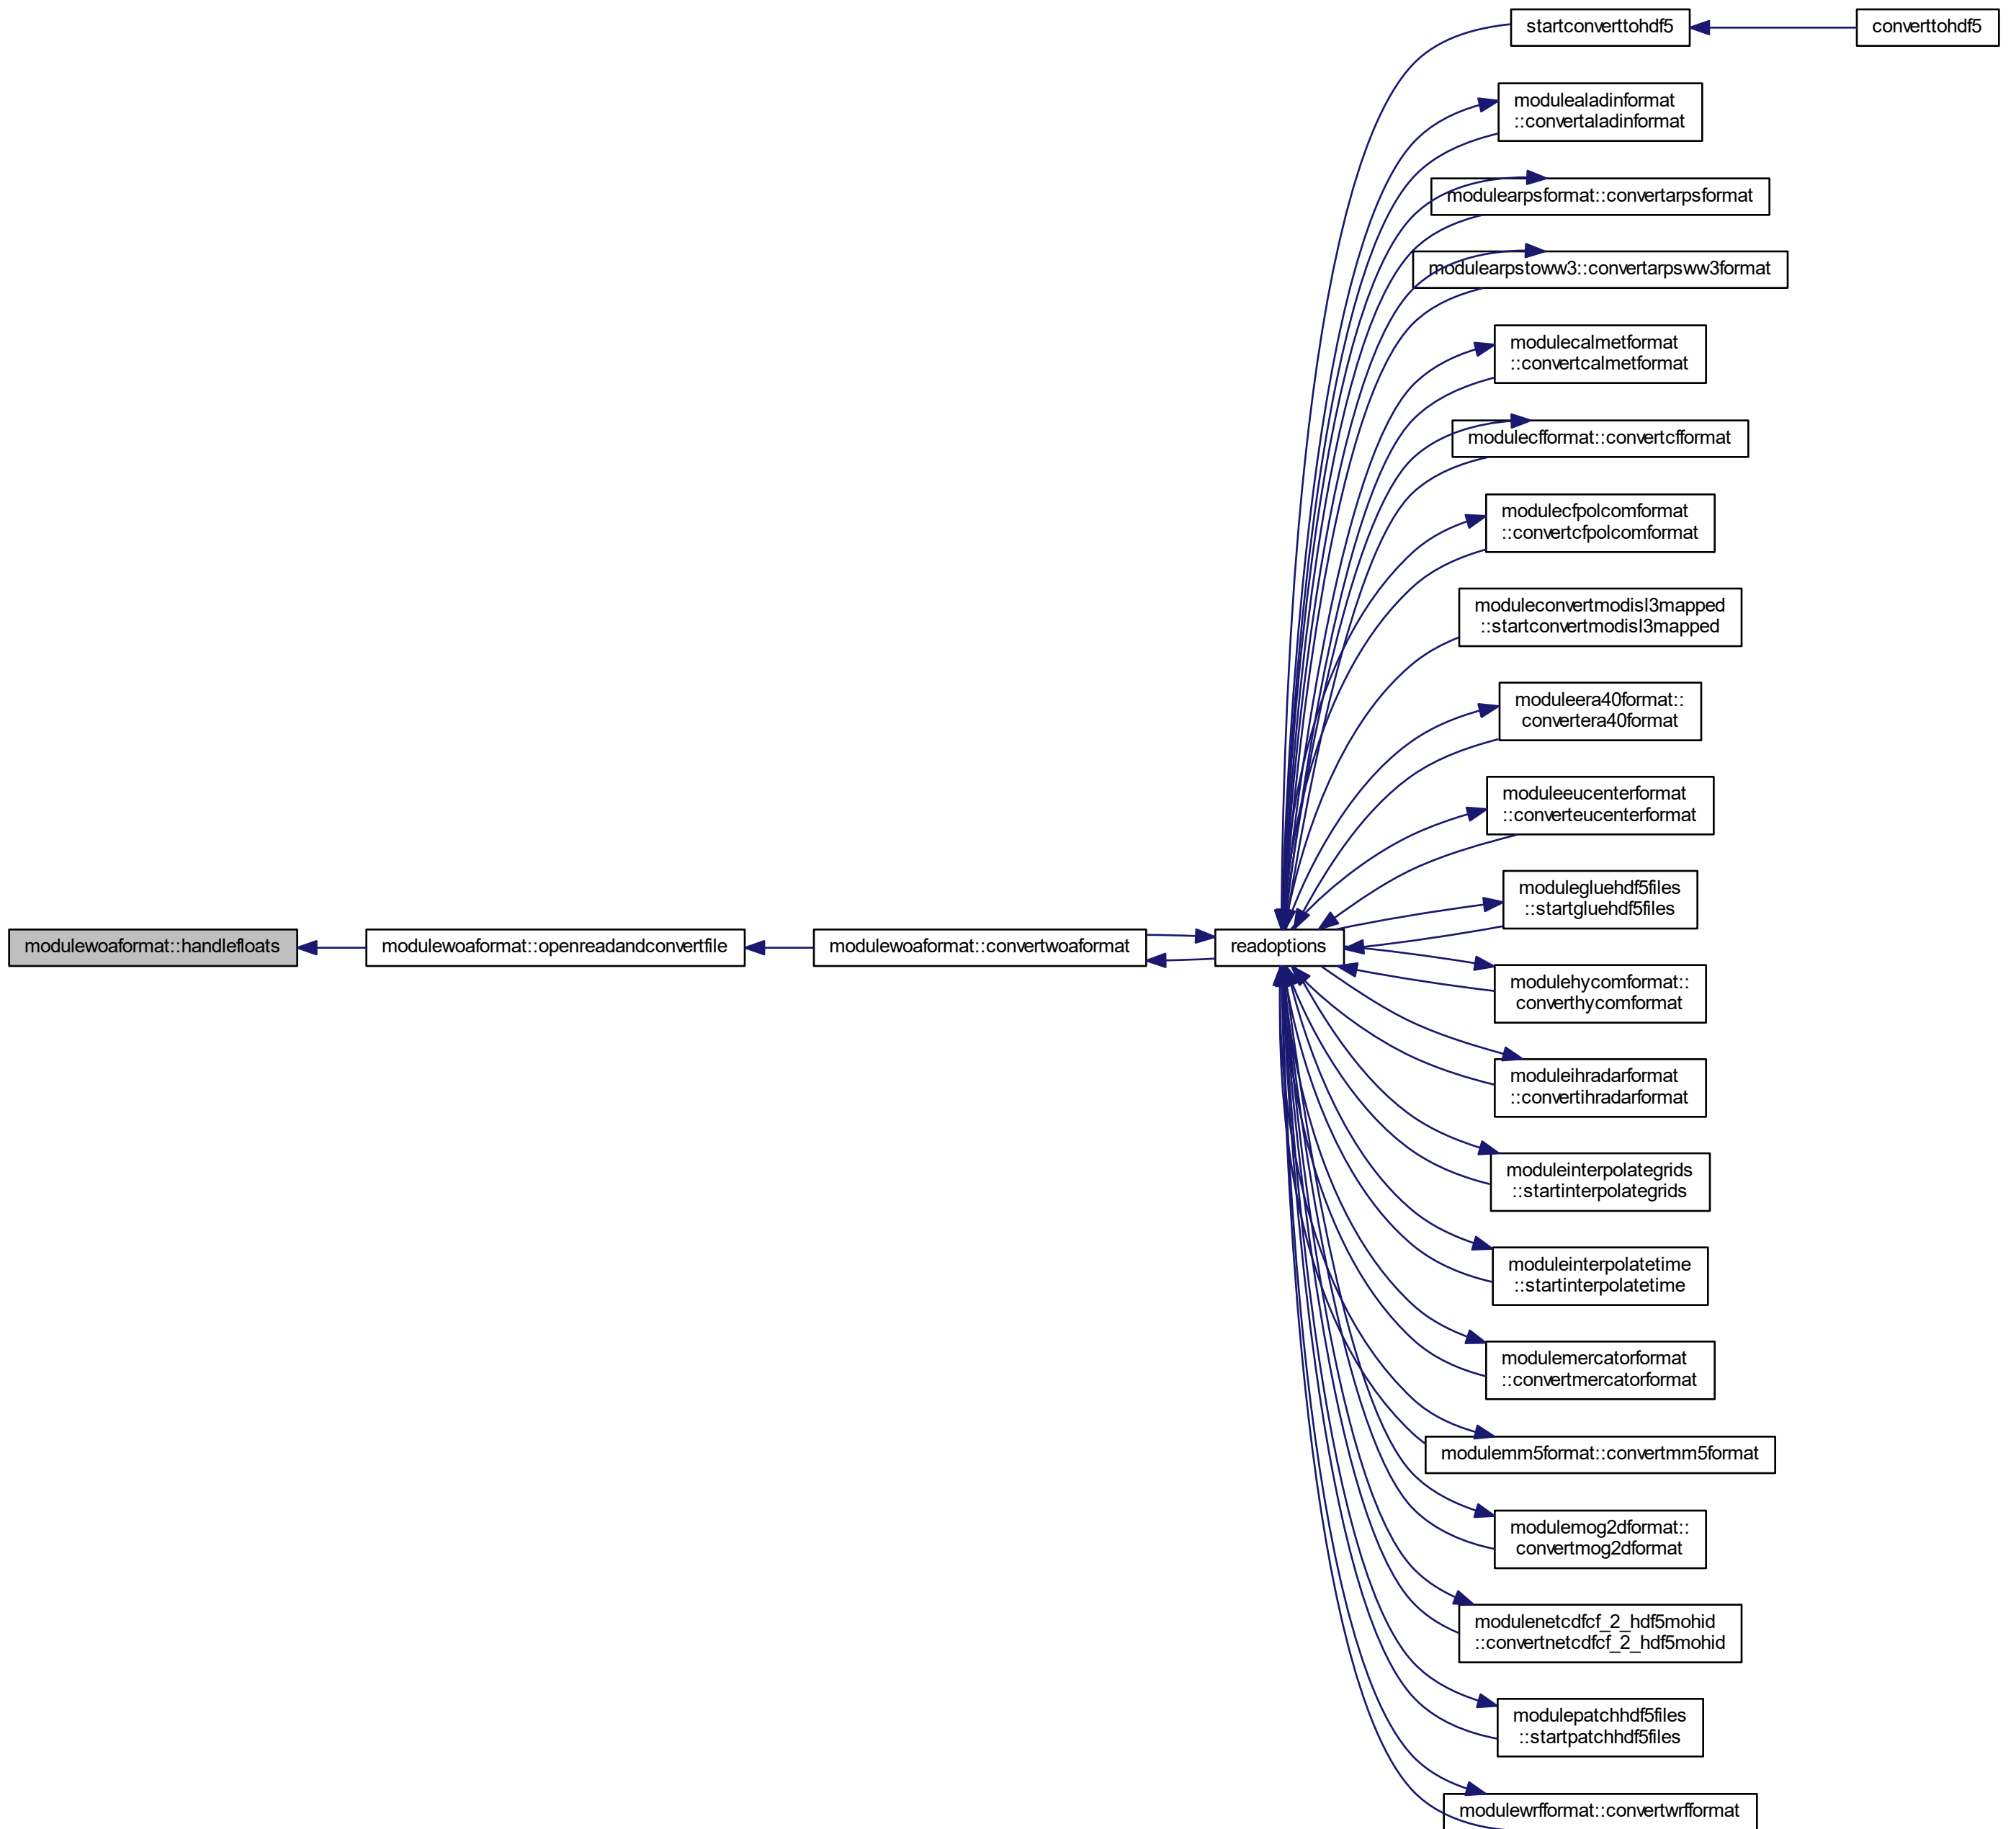 startconverttohdf5
converttohdf5
modulealadinformat
::convertaladinformat
modulearpsformat::convertarpsformat
modulearpstoww3::convertarpsww3format
modulecalmetformat
::convertcalmetformat
modulecfformat::convertcfformat
modulecfpolcomformat
::convertcfpolcomformat
moduleconvertmodisl3mapped
::startconvertmodisl3mapped
moduleera40format::
convertera40format
moduleeucenterformat
::converteucenterformat
modulegluehdf5files
::startgluehdf5files
modulewoaformat::handlefloats
modulewoaformat::openreadandconvertfile
modulewoaformat::convertwoaformat
readoptions
modulehycomformat::
converthycomformat
moduleihradarformat
::convertihradarformat
moduleinterpolategrids
::startinterpolategrids
moduleinterpolatetime
::startinterpolatetime
modulemercatorformat
::convertmercatorformat
modulemm5format::convertmm5format
modulemog2dformat::
convertmog2dformat
modulenetcdfcf_2_hdf5mohid
::convertnetcdfcf_2_hdf5mohid
modulepatchhdf5files
::startpatchhdf5files
modulewrfformat::convertwrfformat